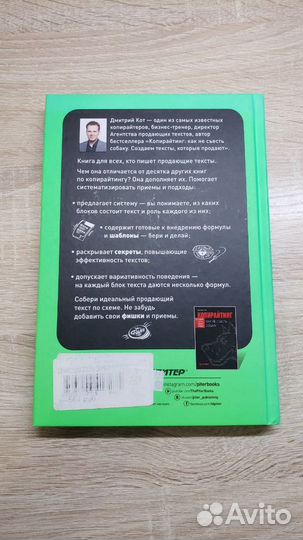 Дмитрий Кот — один из самых известных
копирайтеров, бизнес-тренер, директор
Агентства продающих текстов, автор
бестселлера «Копирайтинг: как не съесть
собаку. Создаем тексты, которые продают».
Книга для всех, кто пишет продающие тексты.
Чем она отличается от десятка других книг
по копирайтингу? Она дополняет их. Помогает
систематизировать приемы и подходы:
• предлагает систему — вы понимаете, из каких
блоков состоит текст и роль каждого из них;
• содержит готовые к внедрению формулы
и шаблоны — бери и делай;
• раскрывает секреты, повышающие
эффективность текстов;
• допускает вариативность поведения —
на каждый блок текста даются несколько формул.
Собери идеальный продающий
текст по схеме. Не забудь
добавить свои фишки и приемы.
КОПИРАЙТИНГ
ПИТЕР
instagram.com/piterbooks
youtube.com/ThePiterBooks
Avito